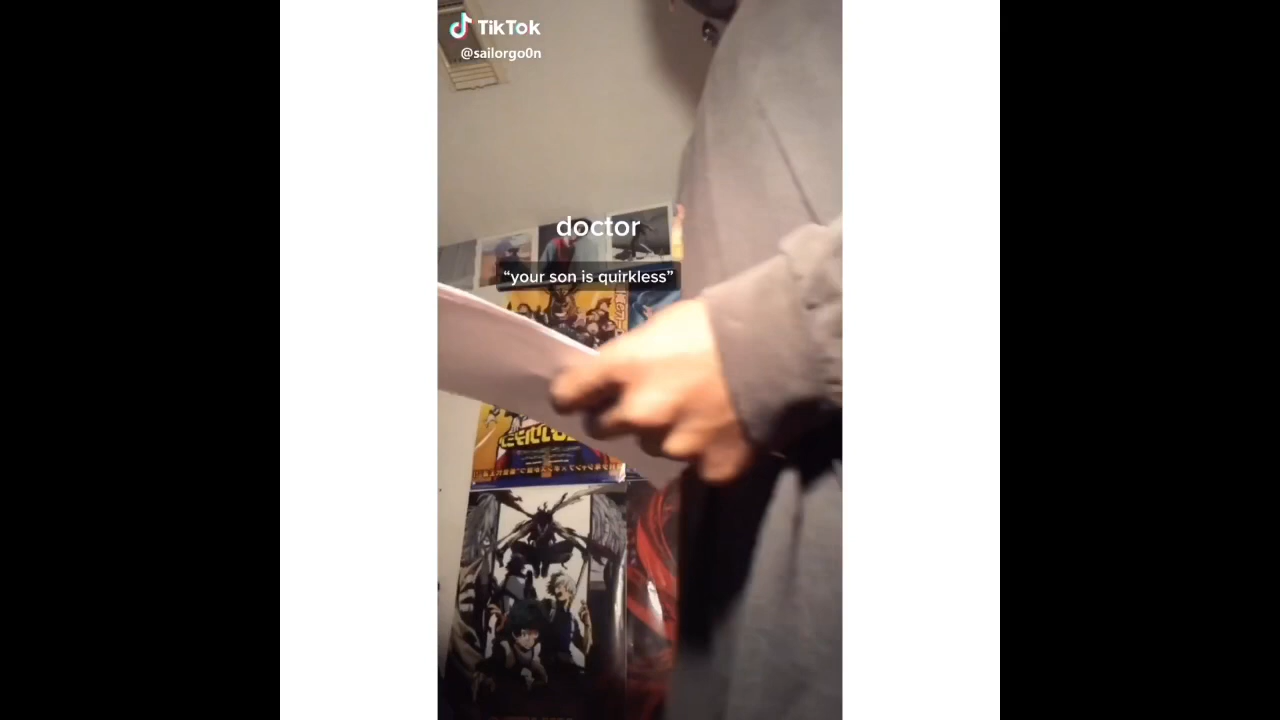 TikTok
@sailorgo0n
doctor
“your son is quirkless”